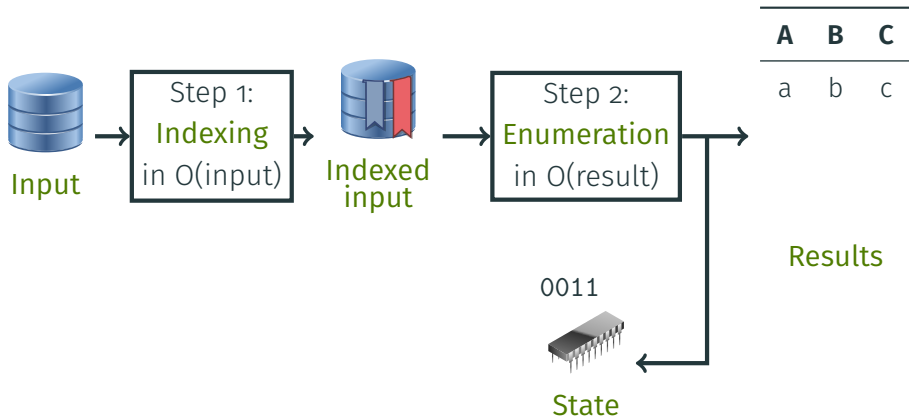 A B C
a b c
Step 1:
Indexing
in O(input)
Step 2:
Enumeration
in O(result)
Input
Indexed
input
Results
0011
State